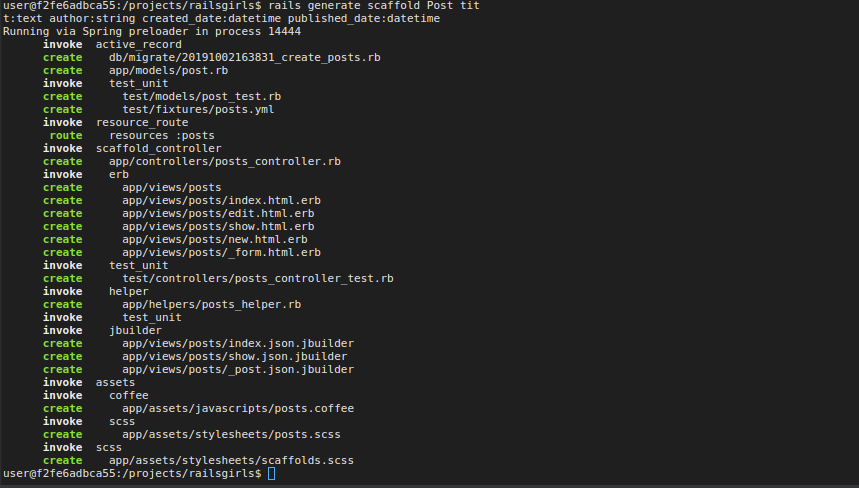 user@f2fe6adbca55:/projects/railsgirls$ rails generate scaffold Post tit
t:text author:string created_date:datetime published_date:datetime
Running via Spring preloader in process 14444
      invoke  active_record
      create    db/migrate/20191002163831_create_posts.rb
      create    app/models/post.rb
      invoke    test_unit
      create      test/models/post_test.rb
      create      test/fixtures/posts.yml
      invoke  resource_route
       route    resources :posts
      invoke  scaffold_controller
      create    app/controllers/posts_controller.rb
      invoke    erb
      create      app/views/posts
      create      app/views/posts/index.html.erb
      create      app/views/posts/edit.html.erb
      create      app/views/posts/show.html.erb
      create      app/views/posts/new.html.erb
      create      app/views/posts/_form.html.erb
      invoke    test_unit
      create      test/controllers/posts_controller_test.rb
      invoke    helper
      create      app/helpers/posts_helper.rb
      invoke      test_unit
      invoke    jbuilder
      create      app/views/posts/index.json.jbuilder
      create      app/views/posts/show.json.jbuilder
      create      app/views/posts/_post.json.jbuilder
      invoke  assets
      invoke    coffee
      create      app/assets/javascripts/posts.coffee
      invoke    scss
      create      app/assets/stylesheets/posts.scss
      invoke  scss
      create    app/assets/stylesheets/scaffolds.scss
user@f2fe6adbca55:/projects/railsgirls$